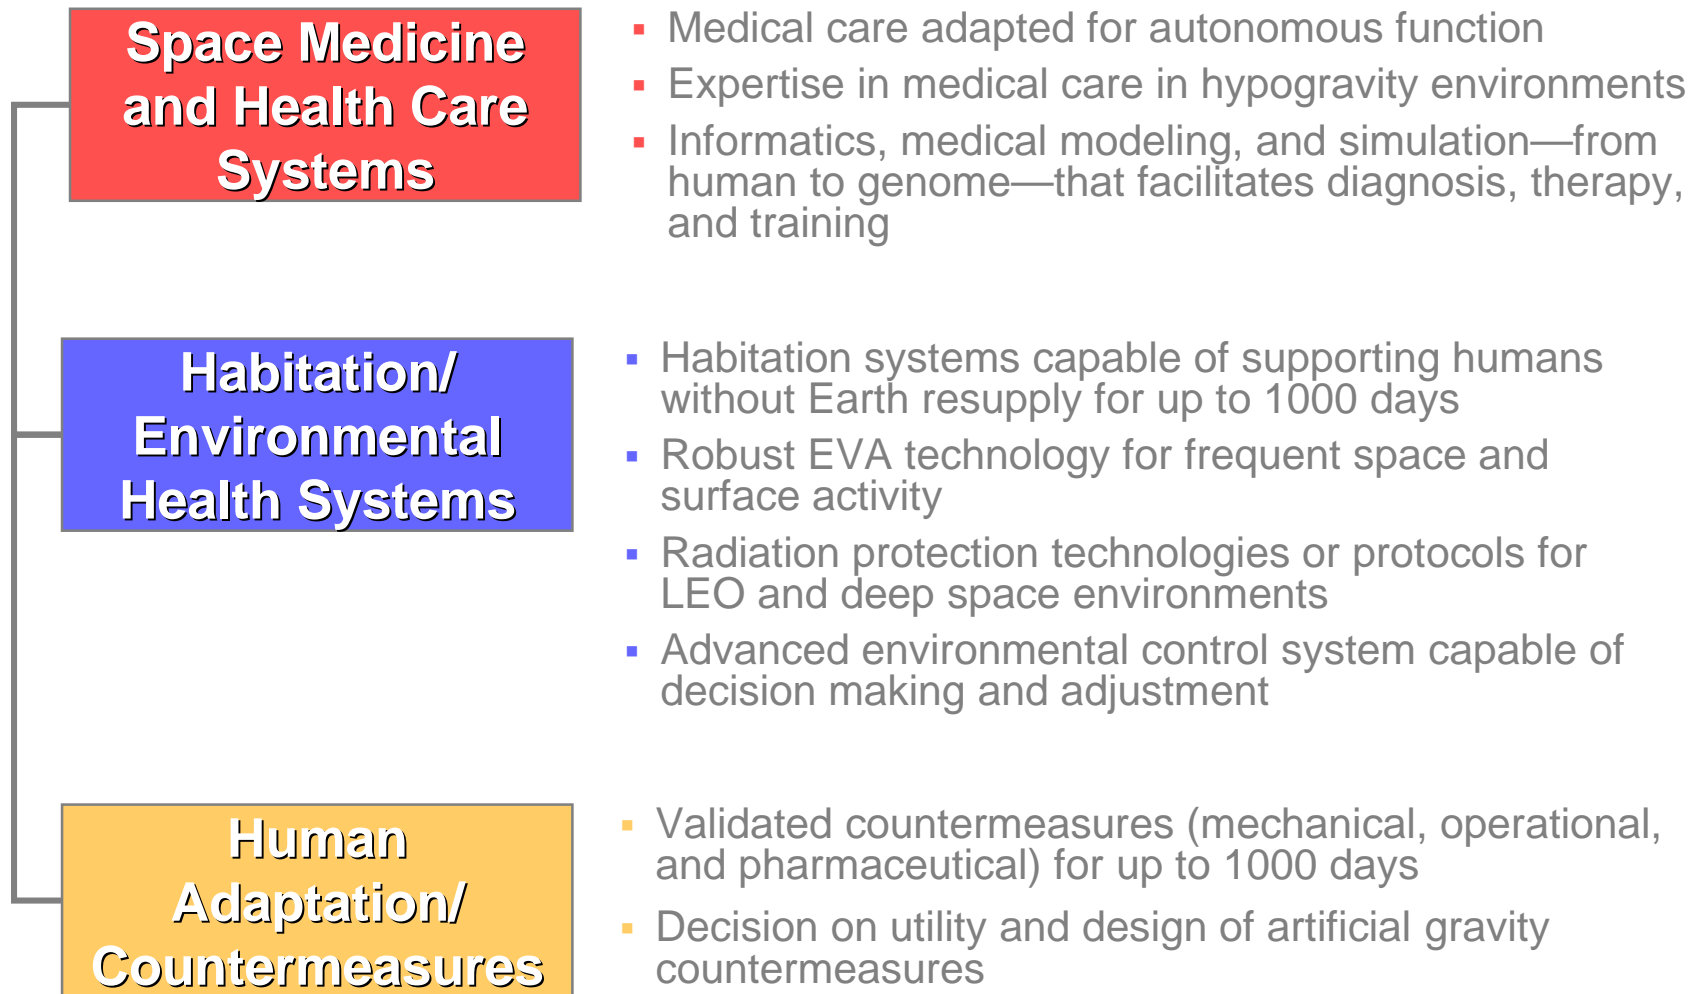 Space Medicine
and Health Care
Systems
▪ Medical care adapted for autonomous function
▪ Expertise in medical care in hypogravity environments
▪ Informatics, medical modeling, and simulation—from
human to genome—that facilitates diagnosis, therapy,
and training
Habitation/
Environmental
Health Systems
▪ Habitation systems capable of supporting humans
without Earth resupply for up to 1000 days
▪ Robust EVA technology for frequent space and
surface activity
▪ Radiation protection technologies or protocols for
LEO and deep space environments
▪ Advanced environmental control system capable of
decision making and adjustment
Human
Adaptation/
Countermeasures
▪ Validated countermeasures (mechanical, operational,
and pharmaceutical) for up to 1000 days
▪ Decision on utility and design of artificial gravity
countermeasures